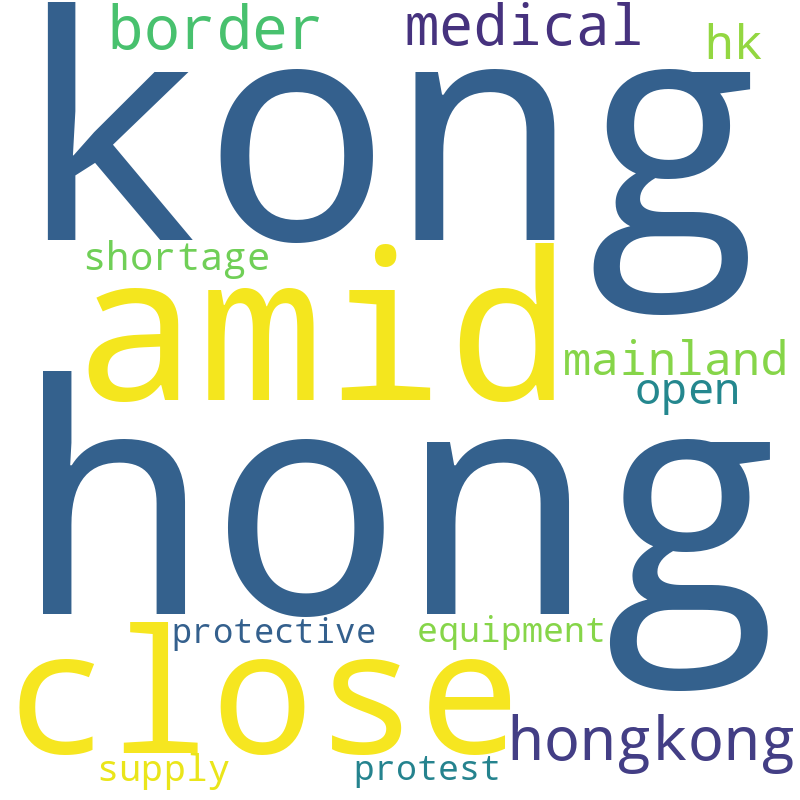 border medical hk
kong
shortage
amid
mainland
open
hong
protective equipment
close
hongkong
supply protest